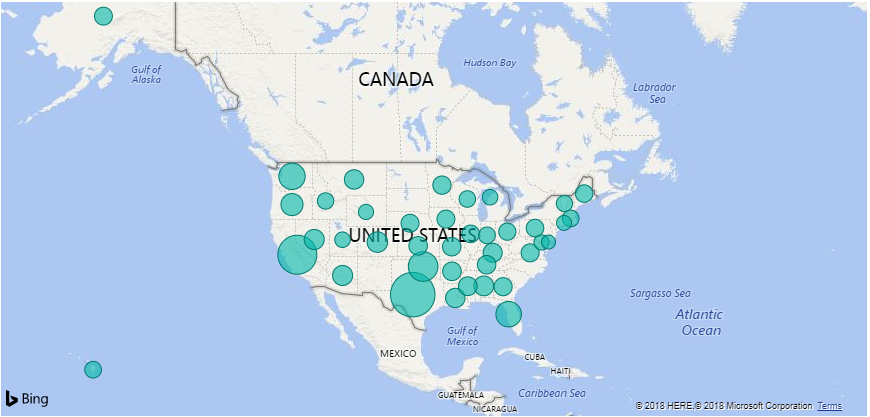 Gulf of
Alaska
CANADA
Hudson Bay
Labrador
Sea
UNITED STATES
Sargasso Sea
Atlantic
Ocean
Gulf of
Mexico
MEXICO
CUBA
HAITI
GUATEMALA
Caribbean Sea
NICARAGUA
Bing
© 2018 HERE,© 2018 Microsoft Corporation Terms